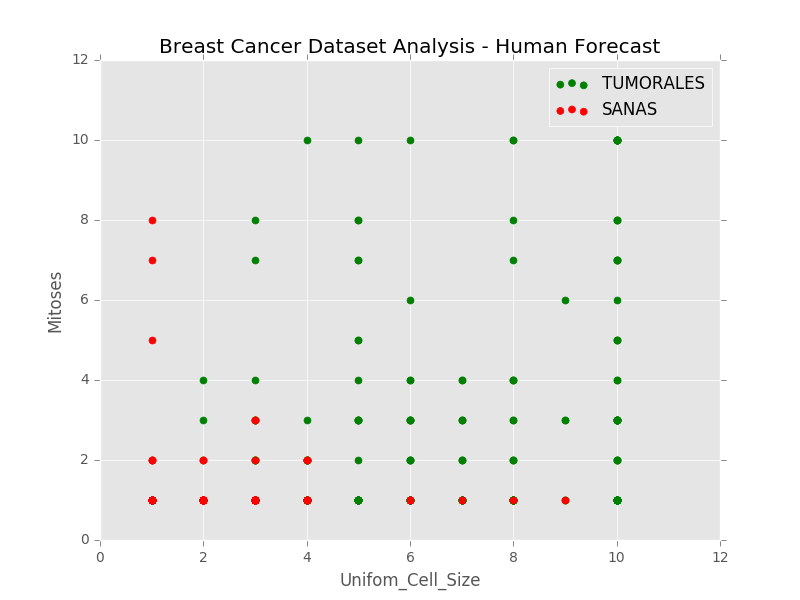 Breast Cancer Dataset Analysis - Human Forecast
12
10
8
6
4
2
0
Mitoses
TUMORALES
SANAS
0 2 4 6 8 10 12
Unifom_Cell_Size